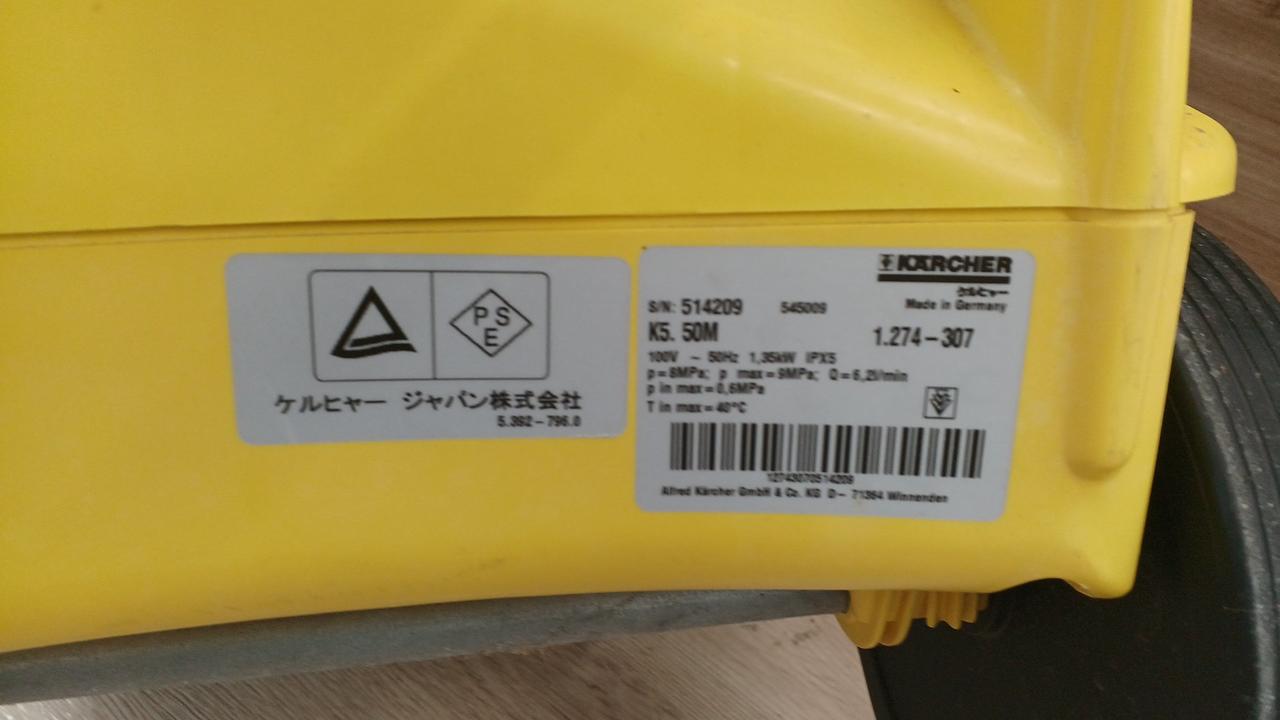 PSE
ケルヒャー ジャパン株式会社
5.392-796.0
KÄRCHER
ケルヒャー
Made in Germany
S/N: 514209 545009
K5. 50M 1.274-307
100V ~ 50Hz 1,35kW IPX5
p=8MPa; p max=9MPa; Q=6,2l/min
p in max=0,6MPa
T in max=40°C
12743070514209
Alfred Kärcher GmbH & Co. KG D- 71364 Winnenden